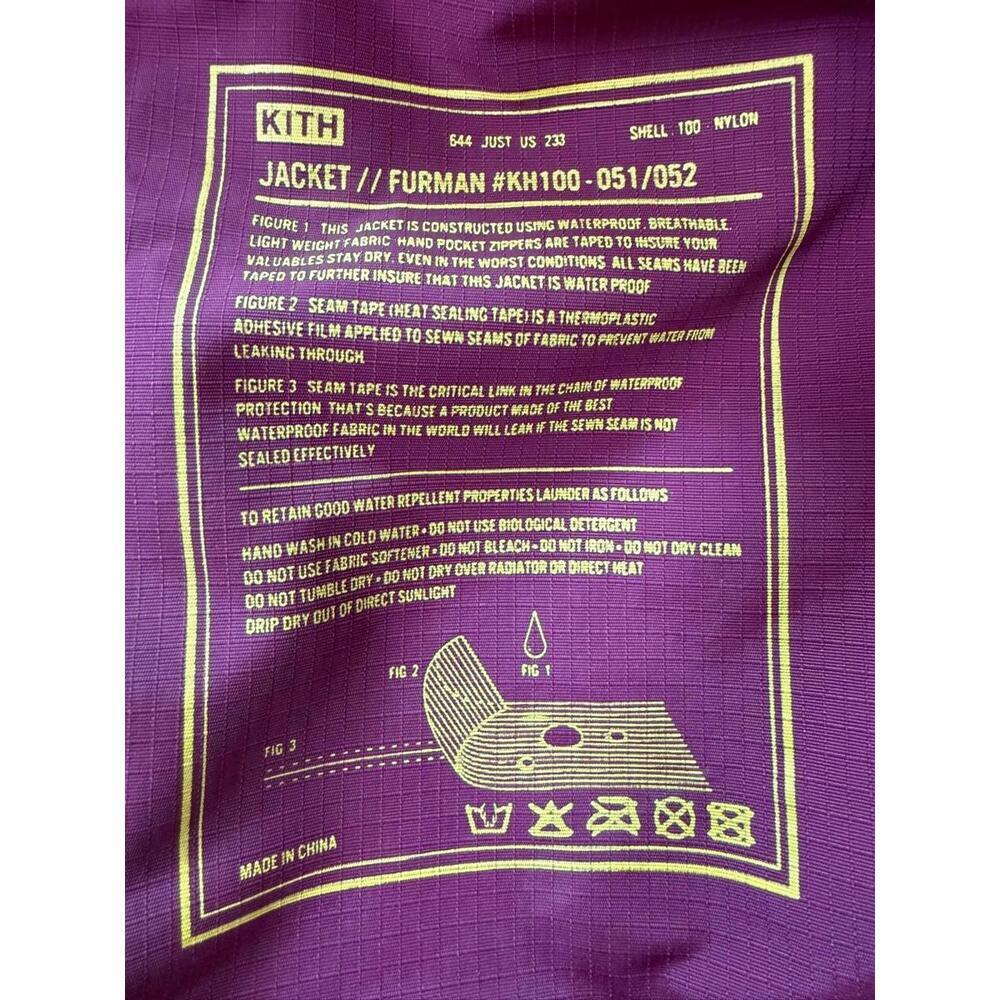 KITH
644 JUST US 233
SHELL . 100 . NYLON
JACKET // FURMAN #KH100-051/052
FIGURE 1 THIS JACKET IS CONSTRUCTED USING WATERPROOF, BREATHABLE,
LIGHT WEIGHT FABRIC HAND POCKET ZIPPERS ARE TAPED TO INSURE YOUR
VALUABLES STAY DRY, EVEN IN THE WORST CONDITIONS. ALL SEAMS HAVE BEEN
TAPED TO FURTHER INSURE THAT THIS JACKET IS WATER PROOF
FIGURE 2 SEAM TAPE (HEAT SEALING TAPE) IS A THERMOPLASTIC
ADHESIVE FILM APPLIED TO SEWN SEAMS OF FABRIC TO PREVENT WATER FROM
LEAKING THROUGH
FIGURE 3 SEAM TAPE IS THE CRITICAL LINK IN THE CHAIN OF WATERPROOF
PROTECTION THAT'S BECAUSE A PRODUCT MADE OF THE BEST
WATERPROOF FABRIC IN THE WORLD WILL LEAK IF THE SEWN SEAM IS NOT
SEALED EFFECTIVELY
TO RETAIN GOOD WATER REPELLENT PROPERTIES LAUNDER AS FOLLOWS
HAND WASH IN COLD WATER • DO NOT USE BIOLOGICAL DETERGENT
DO NOT USE FABRIC SOFTENER • DO NOT BLEACH • DO NOT IRON • DO NOT DRY CLEAN
DO NOT TUMBLE DRY • DO NOT DRY OVER RADIATOR OR DIRECT HEAT
DRIP DRY OUT OF DIRECT SUNLIGHT
FIG 2
FIG 1
FIG 3
MADE IN CHINA